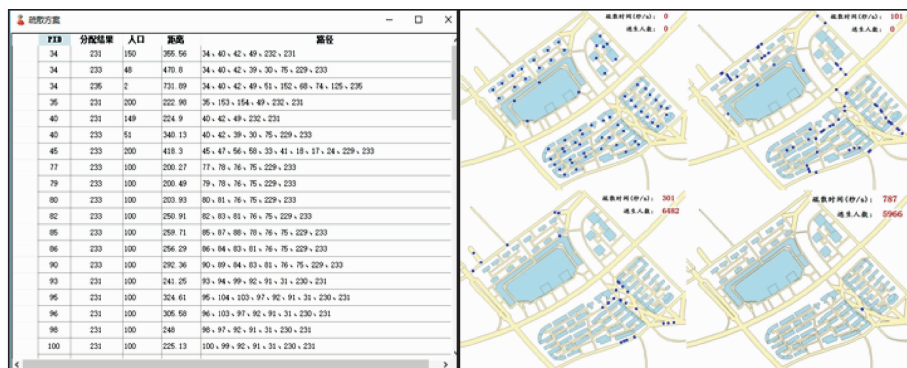 疏散方案
PID 分配结果 人口 距离 路径
34 231 150 355.56 34、40、42、49、232、231
34 233 48 470.8 34、40、42、39、30、75、229、233
34 235 2 731.89 34、40、42、49、51、152、68、74、125、235
35 231 200 222.98 35、153、154、49、232、231
40 231 149 224.9 40、42、49、232、231
40 233 51 340.13 40、42、39、30、75、229、233
45 233 200 418.3 45、47、56、58、33、41、18、17、24、229、233
77 233 100 200.27 77、78、76、75、229、233
79 233 100 200.49 79、78、76、75、229、233
80 233 100 203.93 80、81、76、75、229、233
82 233 100 250.91 82、83、81、76、75、229、233
85 233 100 259.71 85、87、88、78、76、75、229、233
86 233 100 256.29 86、84、83、81、76、75、229、233
90 233 100 292.36 90、89、84、83、81、76、75、229、233
93 231 100 241.25 93、94、99、92、91、31、230、231
95 231 100 324.61 95、104、103、97、92、91、31、230、231
96 231 100 305.58 96、103、97、92、91、31、230、231
98 231 100 248 98、97、92、91、31、230、231
100 231 100 225.13 100、99、92、91、31、230、231
疏散时间(秒/s): 0
逃生人数: 0
疏散时间(秒/s): 101
逃生人数: 0
疏散时间(秒/s): 301
逃生人数: 6482
疏散时间(秒/s): 787
逃生人数: 5966